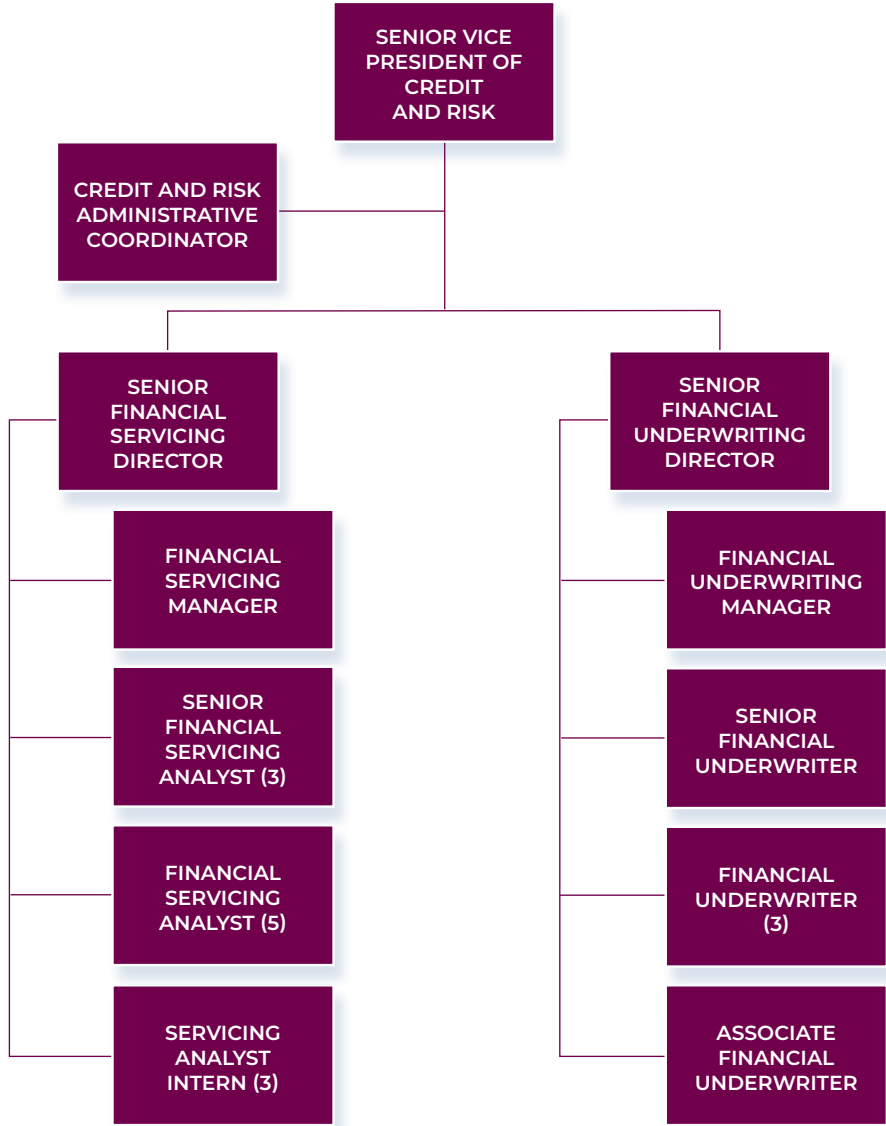 SENIOR VICE
PRESIDENT OF
CREDIT
AND RISK
CREDIT AND RISK
ADMINISTRATIVE
COORDINATOR
SENIOR
FINANCIAL
SERVICING
DIRECTOR
FINANCIAL
SERVICING
MANAGER
SENIOR
FINANCIAL
SERVICING
ANALYST (3)
FINANCIAL
SERVICING
ANALYST (5)
SERVICING
ANALYST
INTERN (3)
SENIOR
FINANCIAL
UNDERWRITING
DIRECTOR
FINANCIAL
UNDERWRITING
MANAGER
SENIOR
FINANCIAL
UNDERWRITER
FINANCIAL
UNDERWRITER
(3)
ASSOCIATE
FINANCIAL
UNDERWRITER